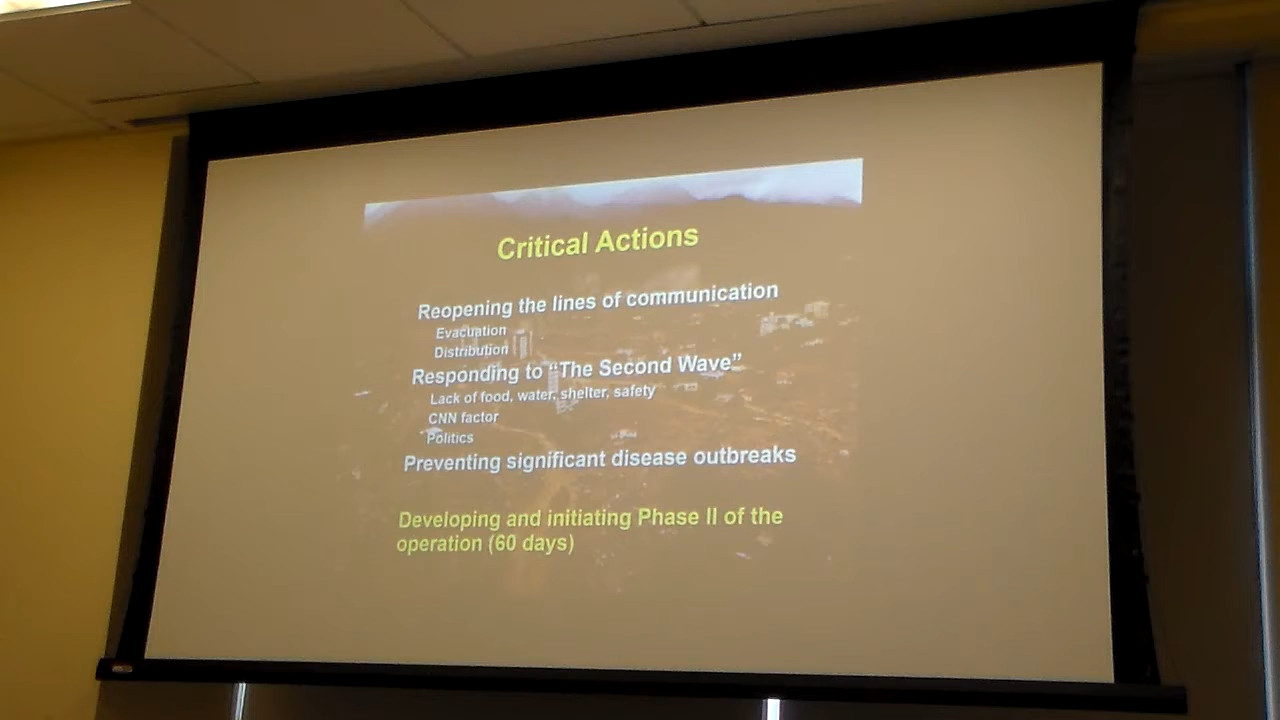 Critical Actions
Reopening the lines of communication
Evacuation
Distribution
Responding to “The Second Wave”
Lack of food, water, shelter, safety
CNN factor
Politics
Preventing significant disease outbreaks
Developing and initiating Phase II of the
operation (60 days)